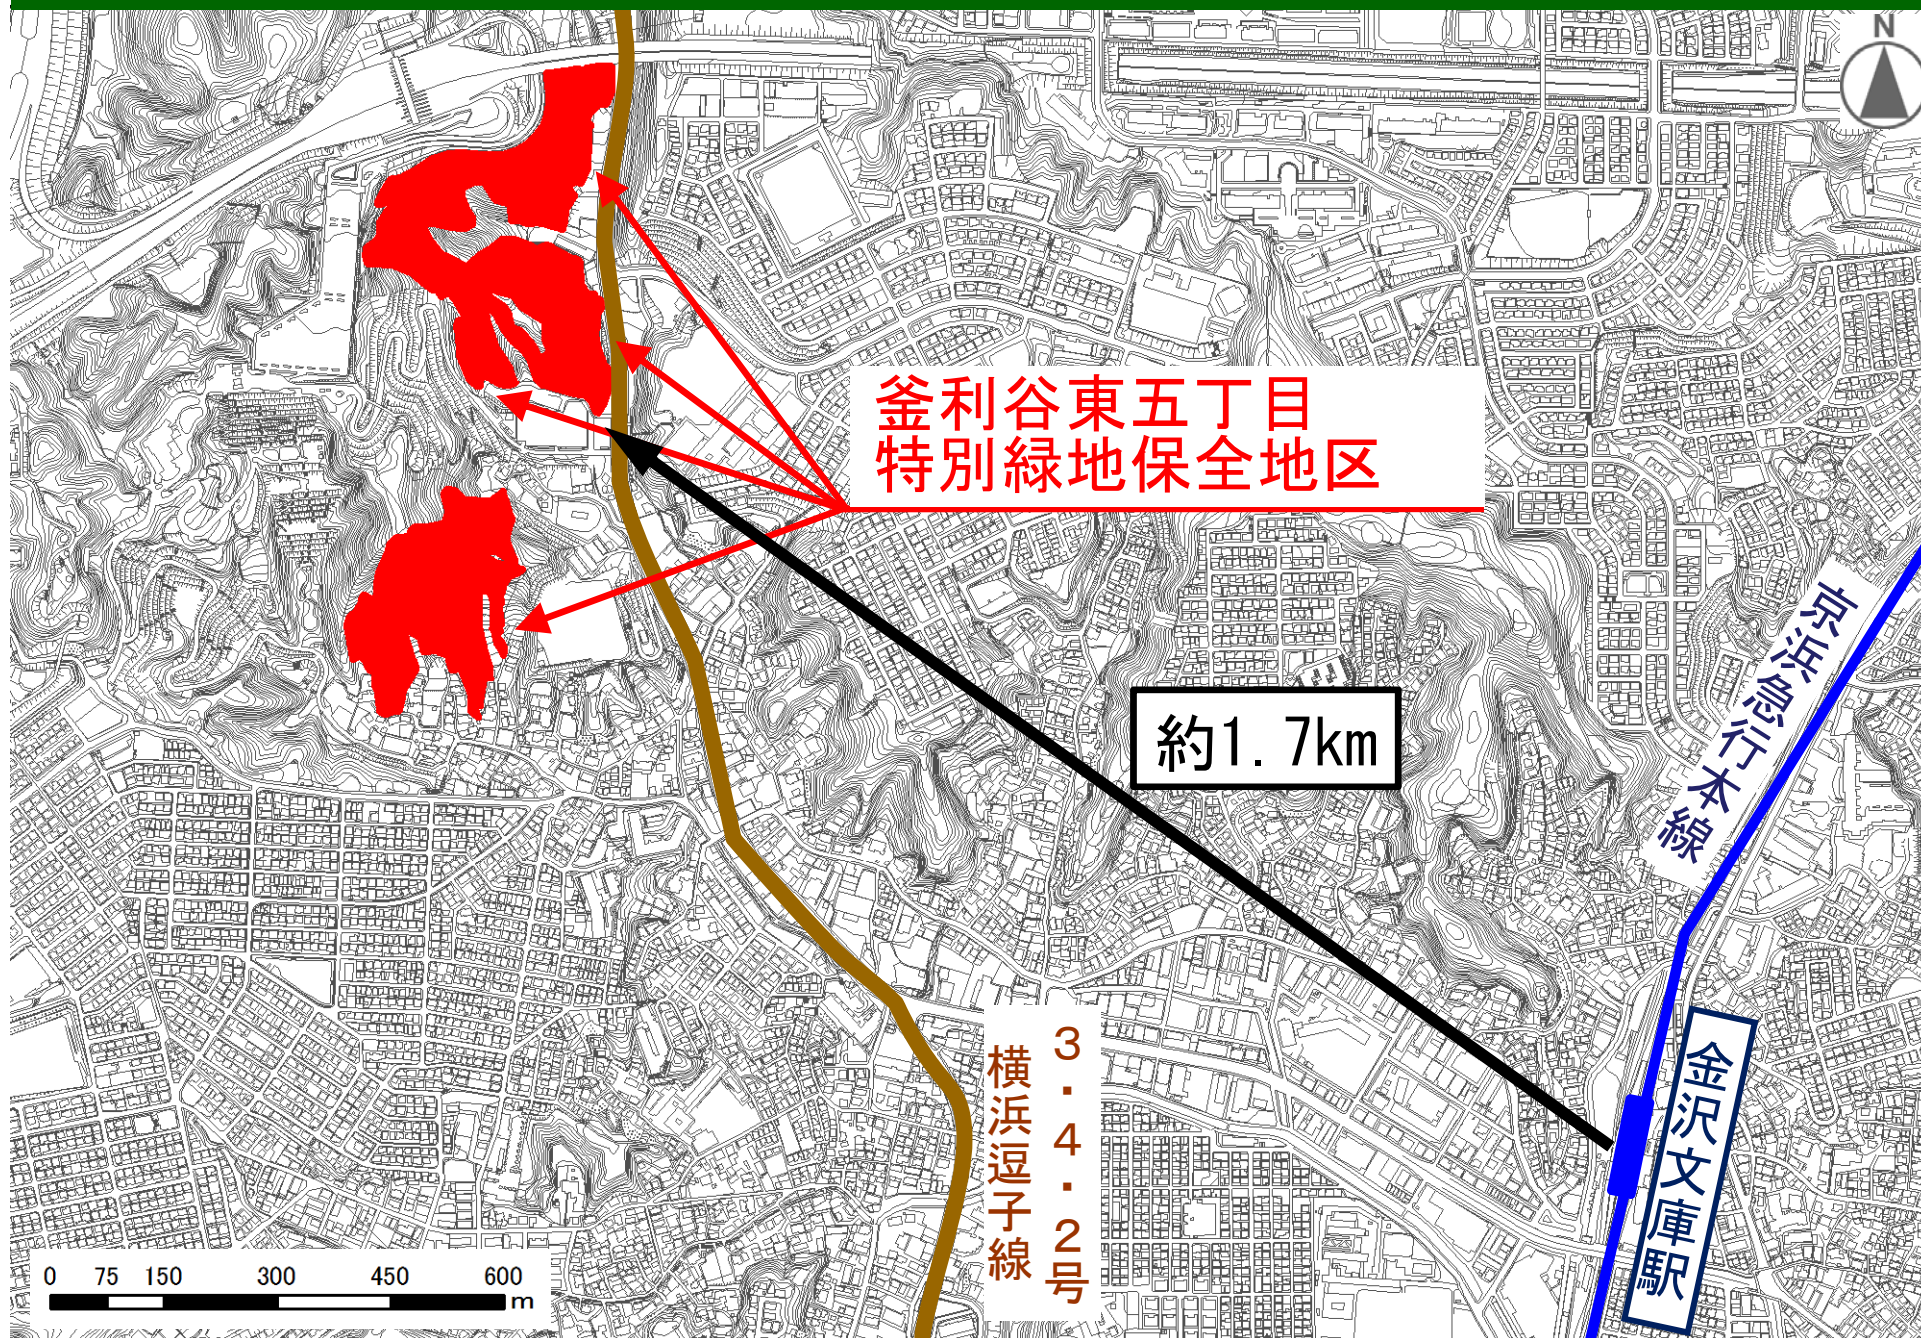 N
釜利谷東五丁目
特別緑地保全地区
約1.7km
京浜急行本線
金沢文庫駅
3・4・2号
横浜逗子線
0 75 150 300 450 600
m